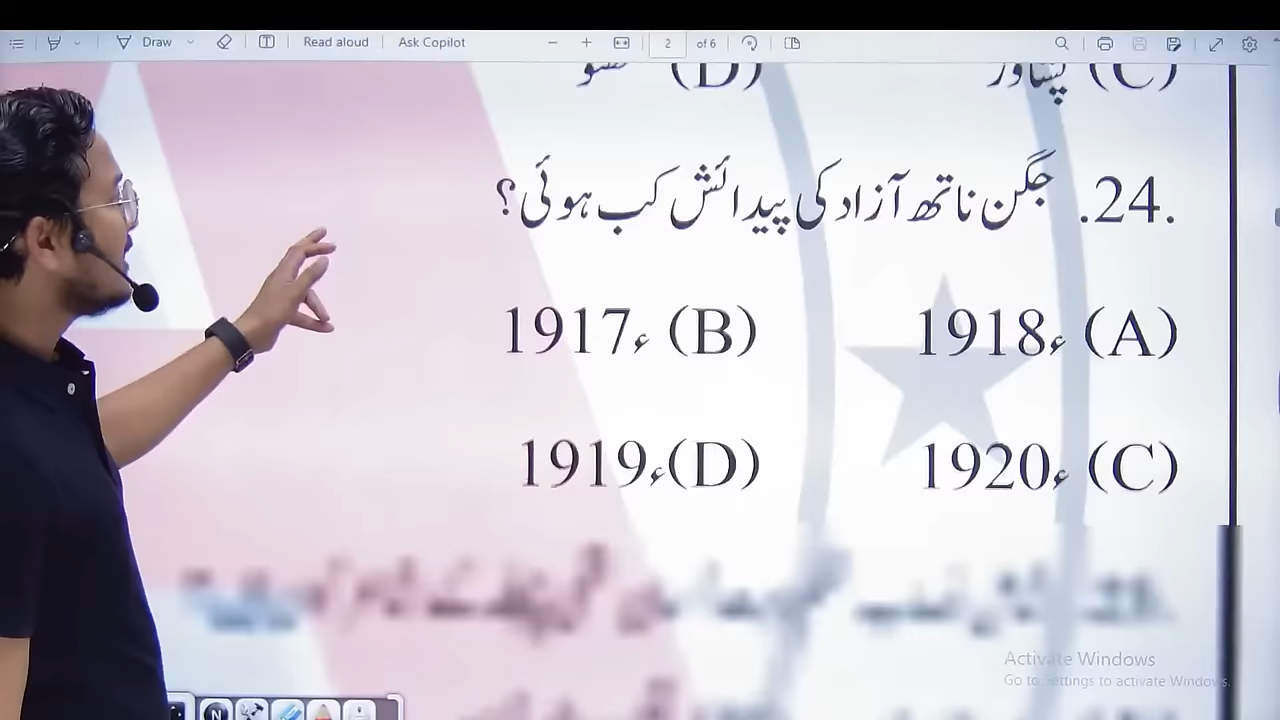 Draw
Read aloud
Ask Copilot
2 of 6
(C) پشاور (D)
.24. جگن ناتھ آزاد کی پیدائش کب ہوئی؟
(A) 1918ء (B) 1917ء
(C) 1920ء (D) 1919ء
Activate Windows
Go to Settings to activate Windows.